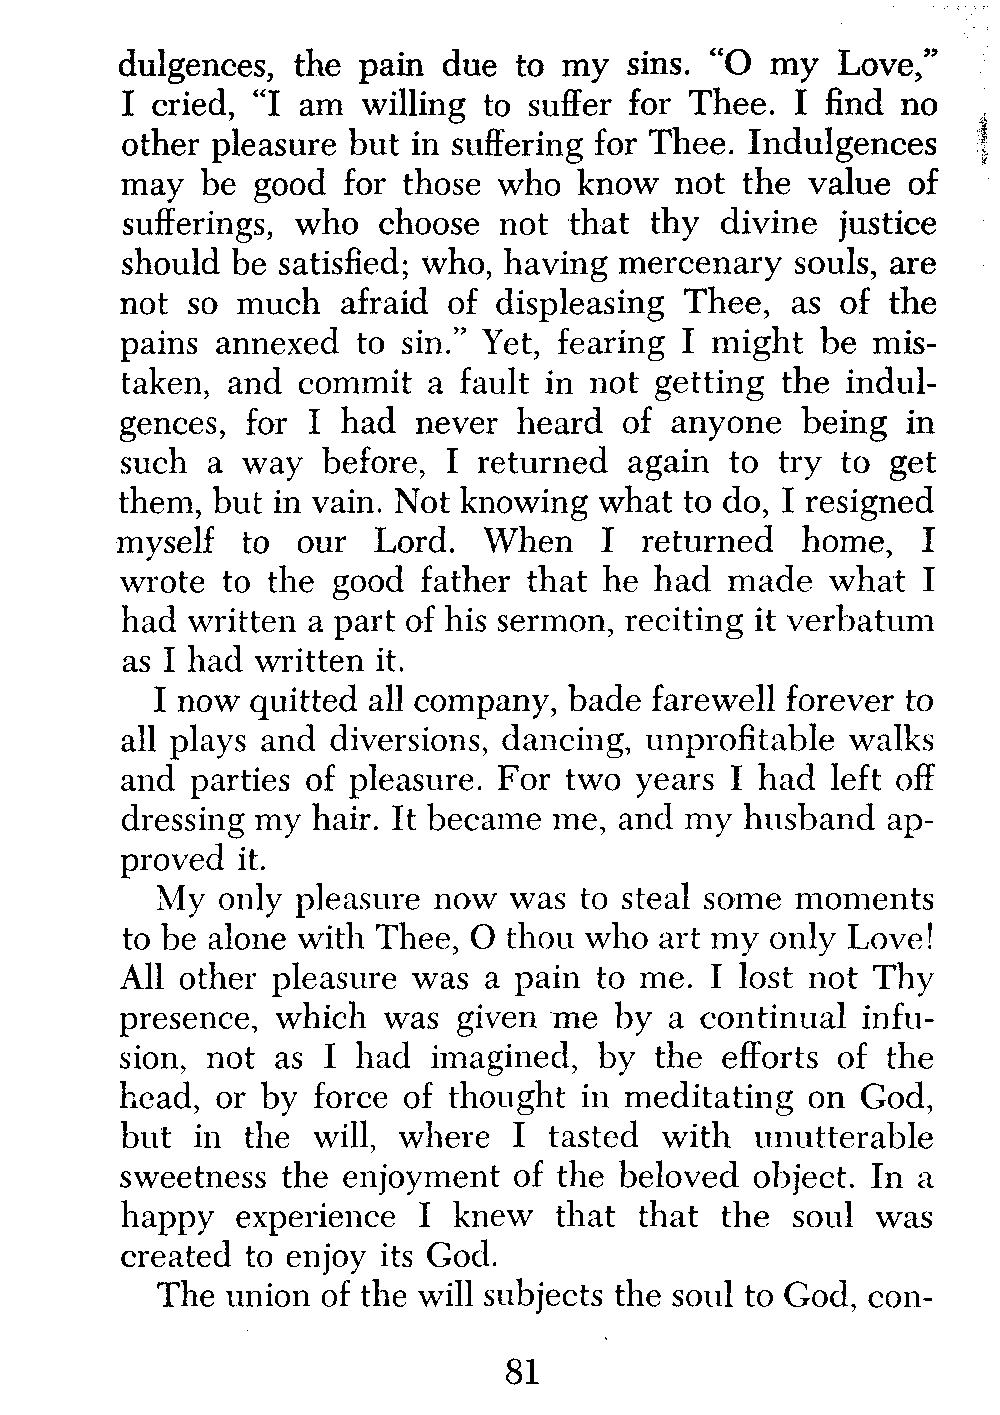 dulgences, the pain due to my sins. “O my Love,”
I cried, “I am willing to suffer for Thee. I find no
other pleasure but in suffering for Thee. Indulgences
may be good for those who know not the value of
sufferings, who choose not that thy divine justice
should be satisfied; who, having mercenary souls, are
not so much afraid of displeasing Thee, as of the
pains annexed to sin.” Yet, fearing I might be mis-
taken, and commit a fault in not getting the indul-
gences, for I had never heard of anyone being in
such a way before, I returned again to try to get
them, but in vain. Not knowing what to do, I resigned
myself to our Lord. When I returned home, I
wrote to the good father that he had made what I
had written a part of his sermon, reciting it verbatum
as I had written it.
I now quitted all company, bade farewell forever to
all plays and diversions, dancing, unprofitable walks
and parties of pleasure. For two years I had left off
dressing my hair. It became me, and my husband ap-
proved it.
My only pleasure now was to steal some moments
to be alone with Thee, O thou who art my only Love!
All other pleasure was a pain to me. I lost not Thy
presence, which was given me by a continual infu-
sion, not as I had imagined, by the efforts of the
head, or by force of thought in meditating on God,
but in the will, where I tasted with unutterable
sweetness the enjoyment of the beloved object. In a
happy experience I knew that that the soul was
created to enjoy its God.
The union of the will subjects the soul to God, con-
81